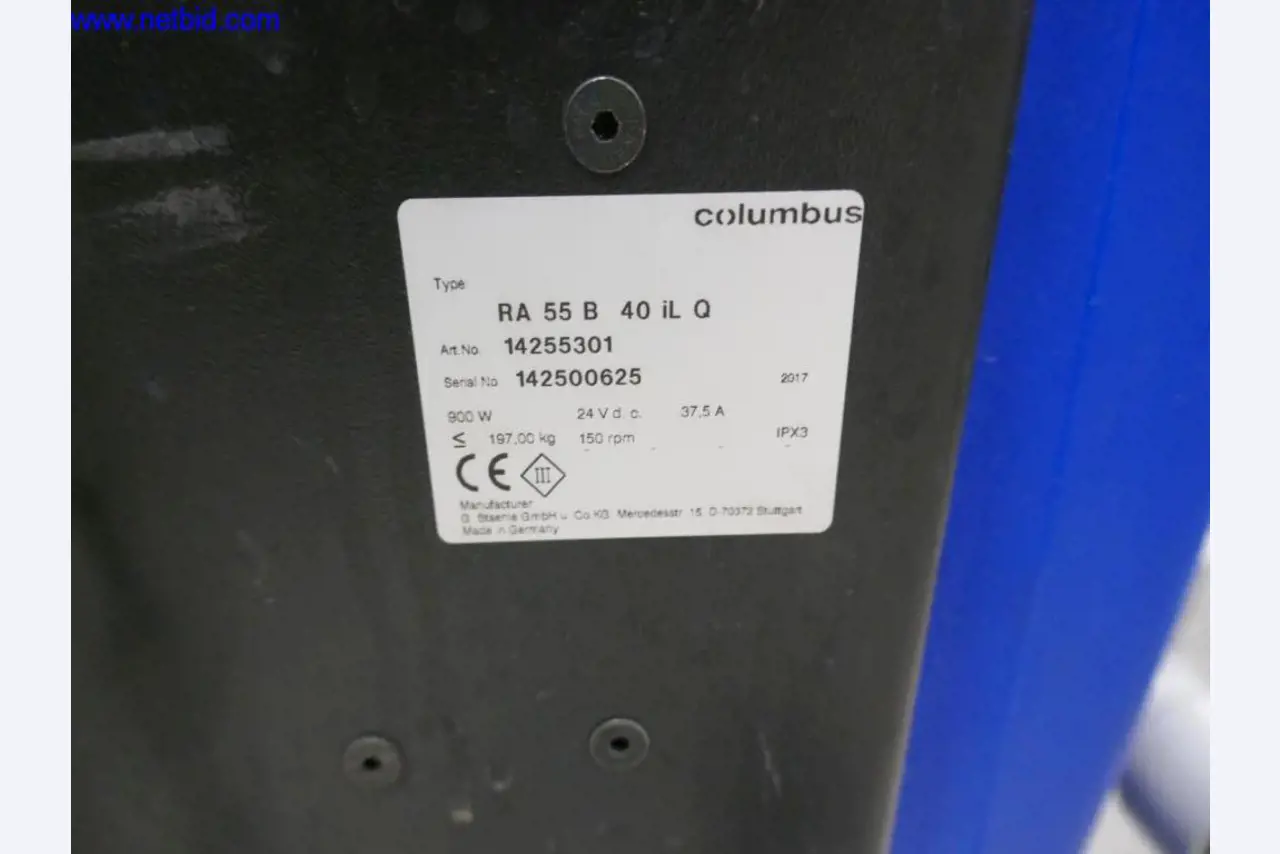 www.netbid.com
columbus
Type
RA 55 B 40 iL Q
Art.No. 14255301
Serial No. 142500625 2017
900 W 24 V d. c. 37,5 A
≤ 197,00 kg 150 rpm IPX3
CE III
Manufacturer
G. Staehle GmbH u. Co KG. Mercedesstr. 15 D-70372 Stuttgart
Made in Germany